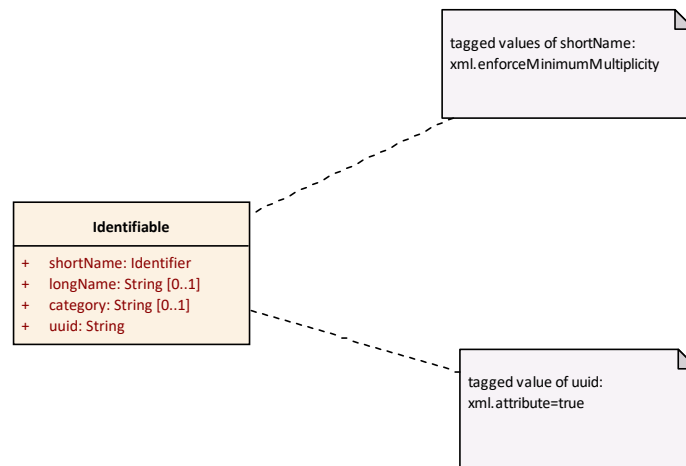 tagged values of shortName:
xml.enforceMinimumMultiplicity
Identifiable
+ shortName: Identifier
+ longName: String [0..1]
+ category: String [0..1]
+ uuid: String
tagged value of uuid:
xml.attribute=true